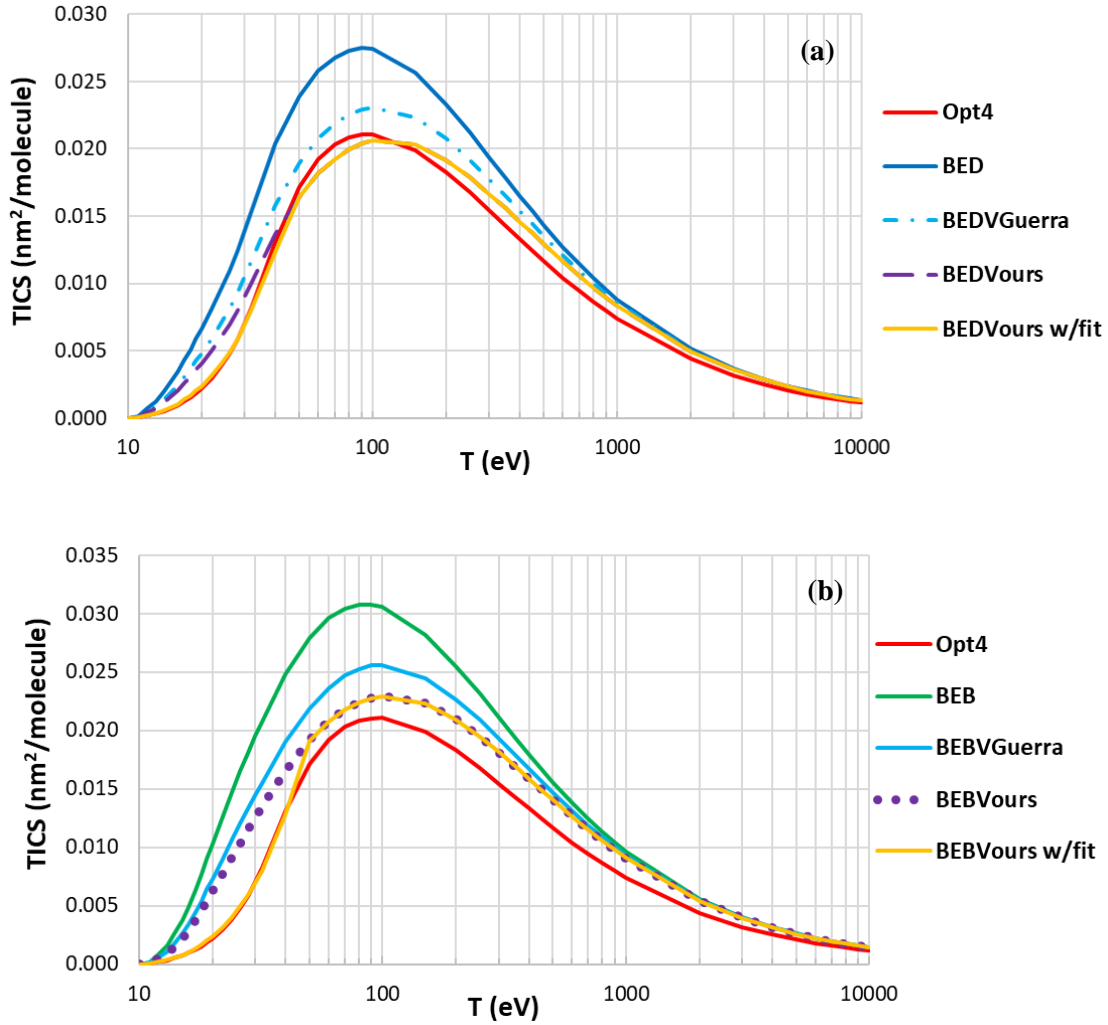 (a)
0.030
0.025
0.020
0.015
0.010
0.005
0.000
TICS (nm²/molecule)
10
100
1000
10000
T (eV)
Opt4
BED
BEDVGuerra
BEDVours
BEDVours w/fit
(b)
0.035
0.030
0.025
0.020
0.015
0.010
0.005
0.000
TICS (nm²/molecule)
10
100
1000
10000
T (eV)
Opt4
BEB
BEBVGuerra
BEBVours
BEBVours w/fit